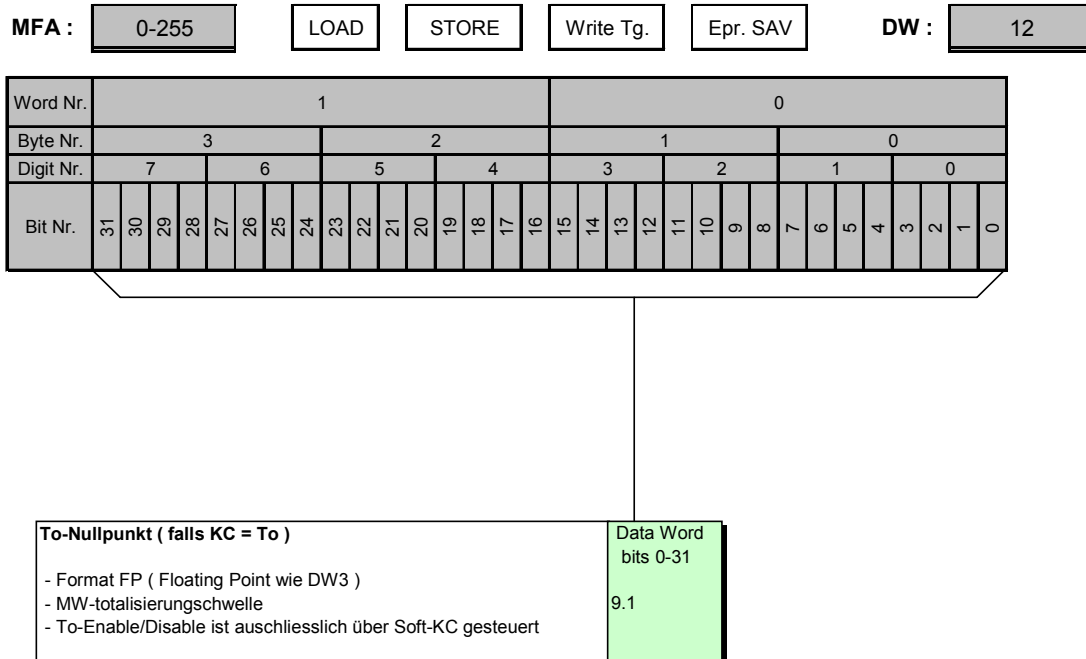 MFA : 0-255 LOAD STORE Write Tg. Epr. SAV DW : 12
Word Nr. 1 0
Byte Nr. 3 2 1 0
Digit Nr. 7 6 5 4 3 2 1 0
Bit Nr. 31 30 29 28 27 26 25 24 23 22 21 20 19 18 17 16 15 14 13 12 11 10 9 8 7 6 5 4 3 2 1 0
To-Nullpunkt ( falls KC = To ) Data Word
bits 0-31
- Format FP ( Floating Point wie DW3 )
- MW-totalisierungschwelle 9.1
- To-Enable/Disable ist auschliesslich über Soft-KC gesteuert